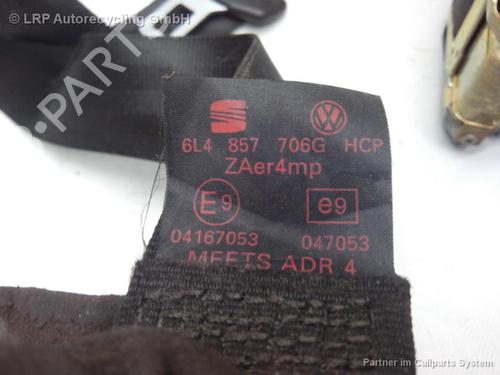 © LRP Autorecycling GmbH
6L4 857 706G HCP
ZAer4mp
E9 e9
04167053 047053
MEETS ADR 4
Partner im Callparts System